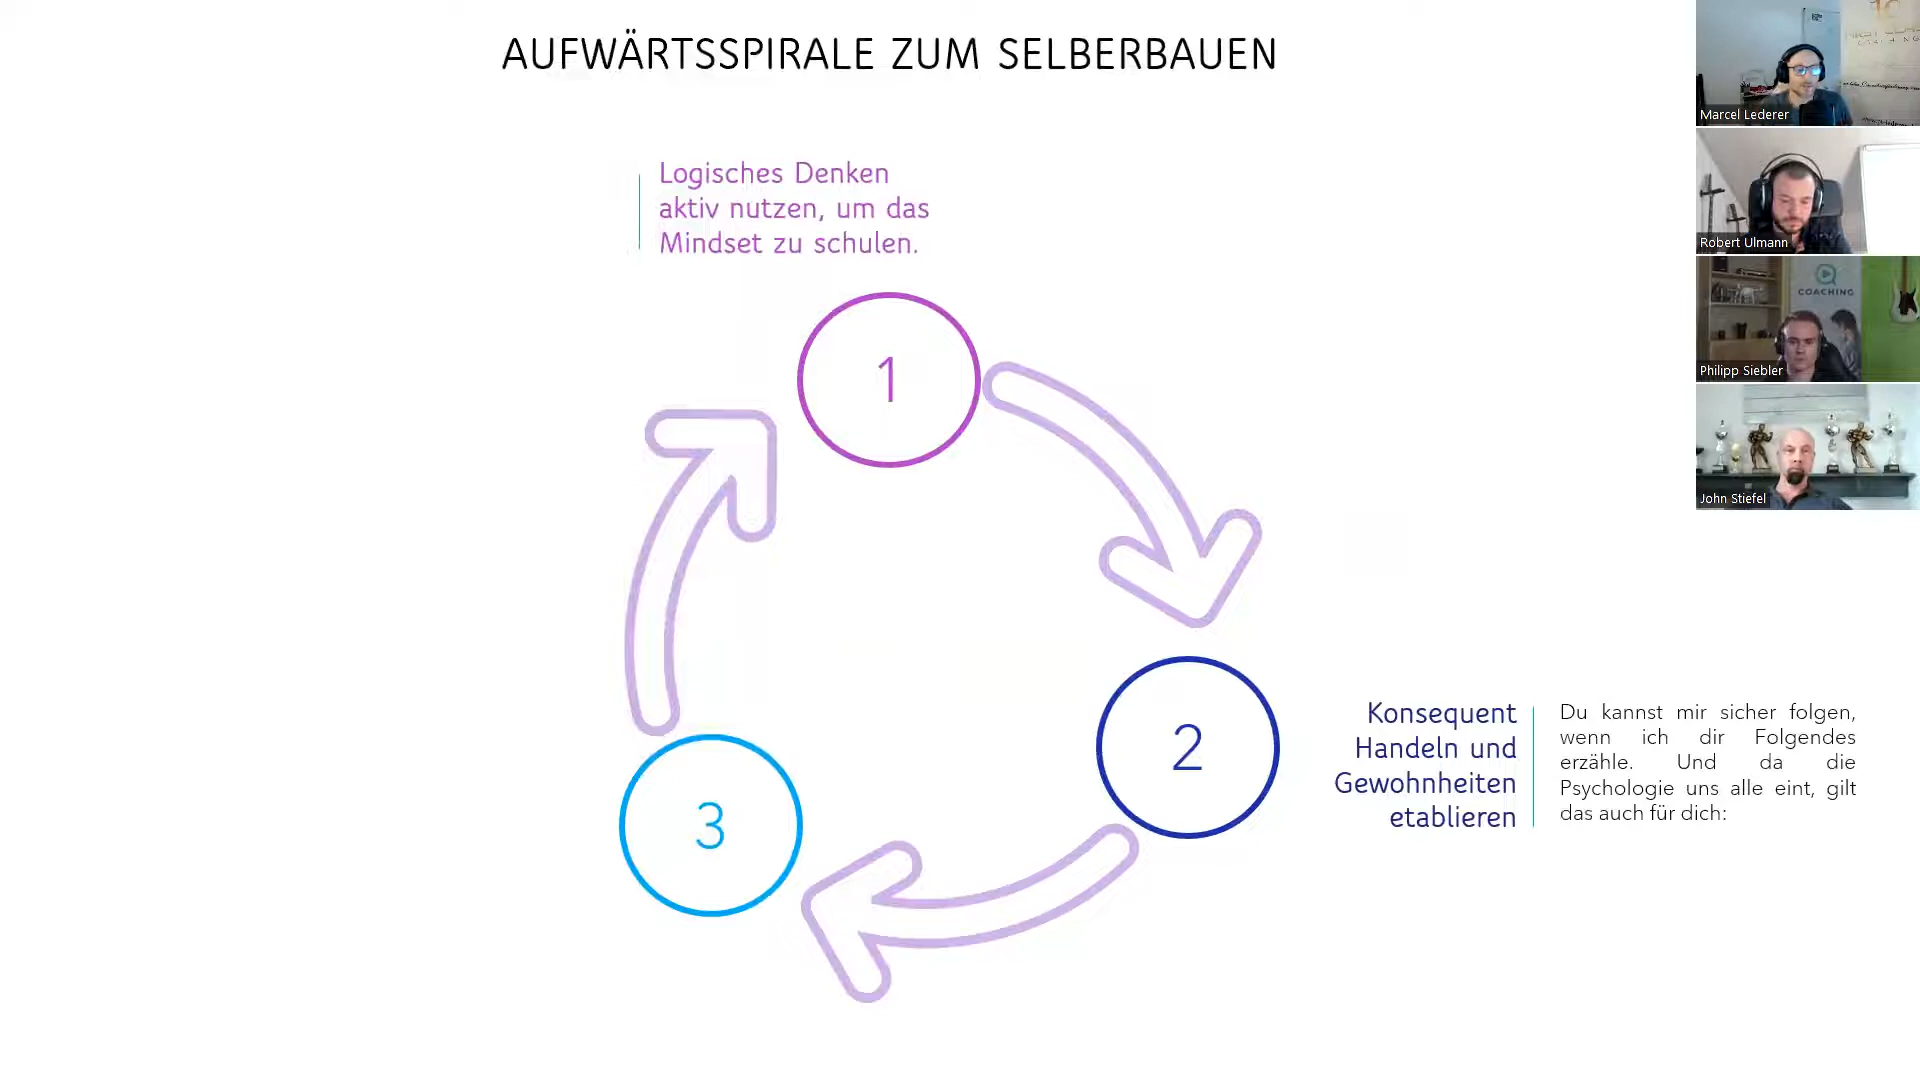 AUFWÄRTSSPIRALE ZUM SELBERBAUEN
Logisches Denken
aktiv nutzen, um das
Mindset zu schulen.
1
2
3
Konsequent
Handeln und
Gewohnheiten
etablieren
Du kannst mir sicher folgen,
wenn ich dir Folgendes
erzähle. Und da die
Psychologie uns alle eint, gilt
das auch für dich:
Marcel Lederer
Robert Ulmann
COACHING
Philipp Siebler
John Stiefel